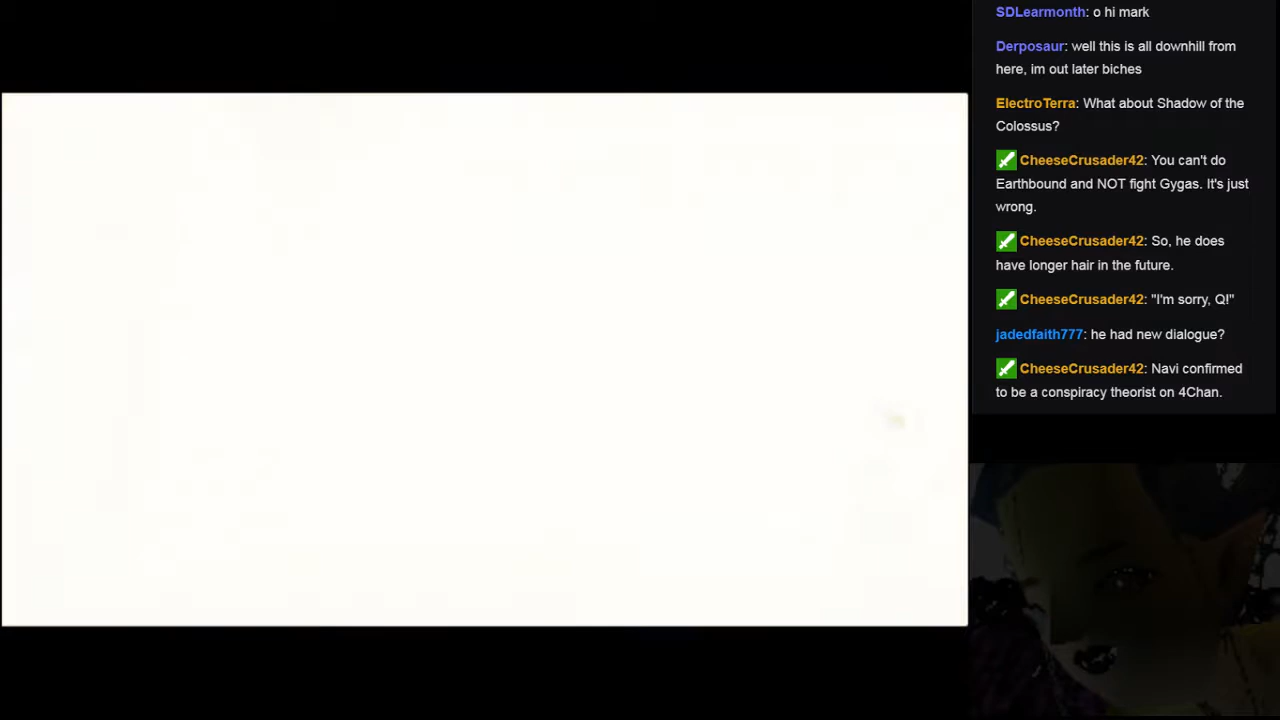 SDLearmonth: o hi mark
Derposaur: well this is all downhill from
here, im out later biches
ElectroTerra: What about Shadow of the
Colossus?
CheeseCrusader42: You can't do
Earthbound and NOT fight Gygas. It's just
wrong.
CheeseCrusader42: So, he does
have longer hair in the future.
CheeseCrusader42: "I'm sorry, Q!"
jadedfaith777: he had new dialogue?
CheeseCrusader42: Navi confirmed
to be a conspiracy theorist on 4Chan.